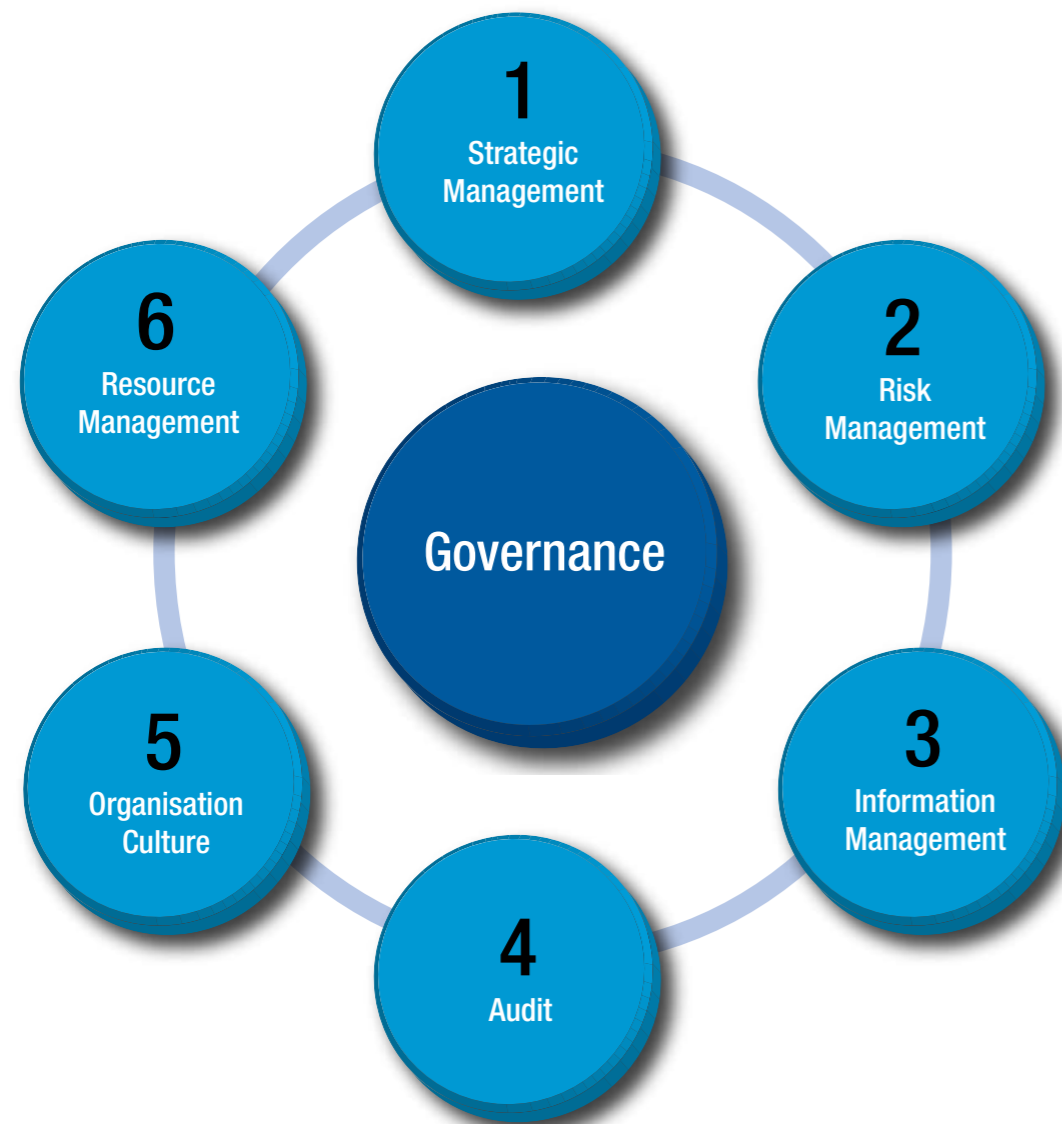 1
Strategic
Management
2
Risk
Management
3
Information
Management
4
Audit
5
Organisation
Culture
6
Resource
Management
Governance